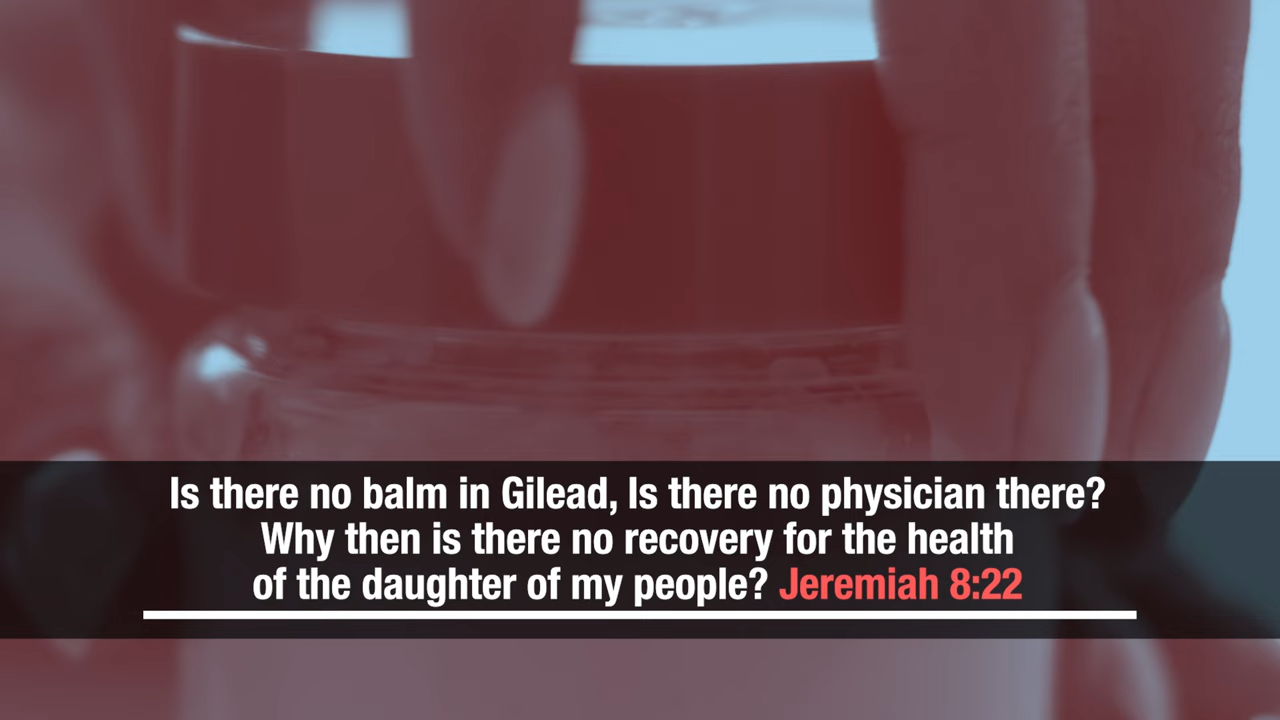 Is there no balm in Gilead, Is there no physician there?
Why then is there no recovery for the health
of the daughter of my people? Jeremiah 8:22